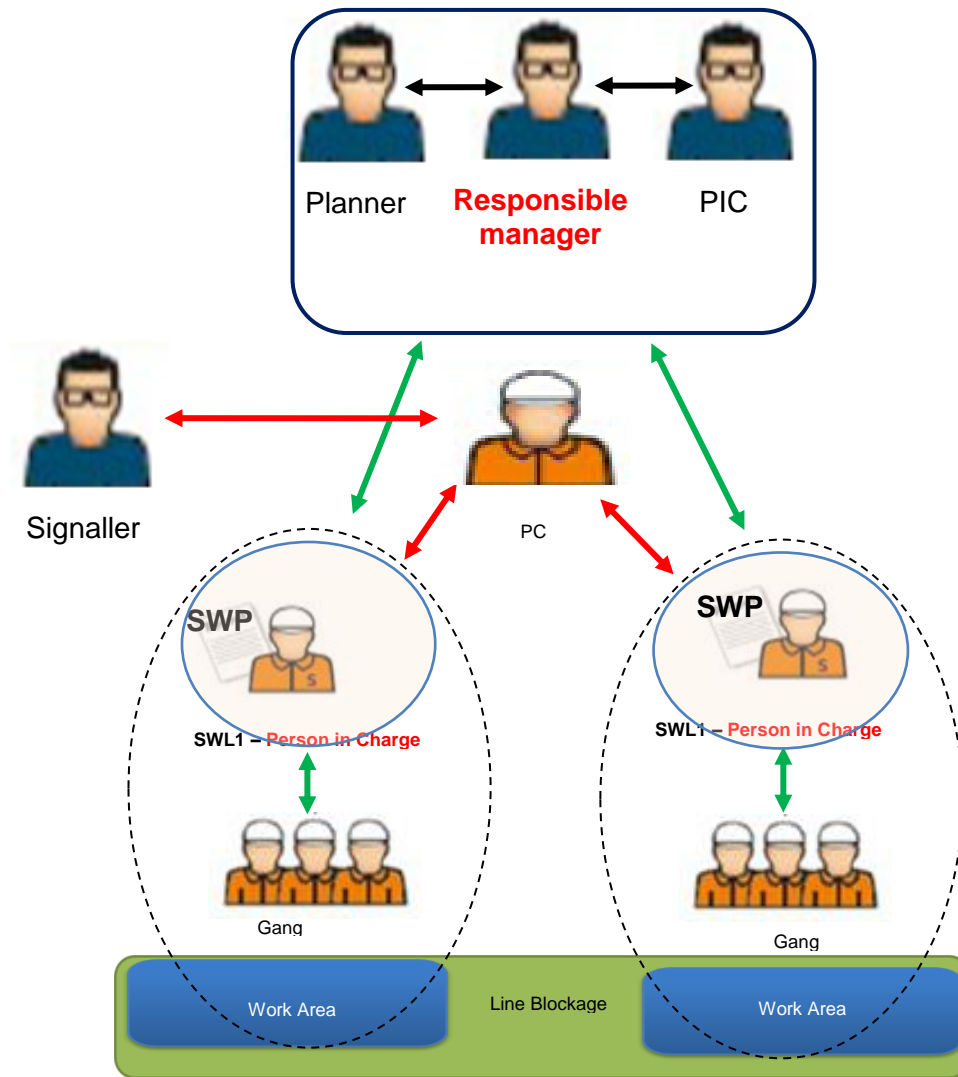 Planner
Responsible
manager
PIC
Signaller
PC
SWP
SWP
S
S
SWL1 – Person in Charge
SWL1 – Person in Charge
Gang
Gang
Work Area
Line Blockage
Work Area